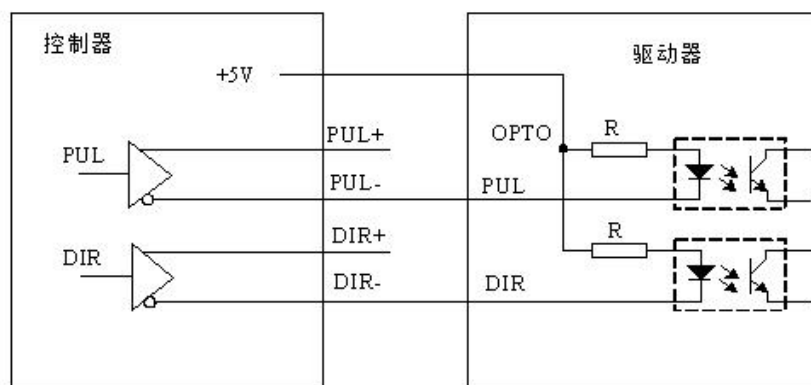 控制器
驱动器
+5V
PUL+
OPTO
R
PUL
PUL-
PUL
DIR+
R
DIR
DIR-
DIR